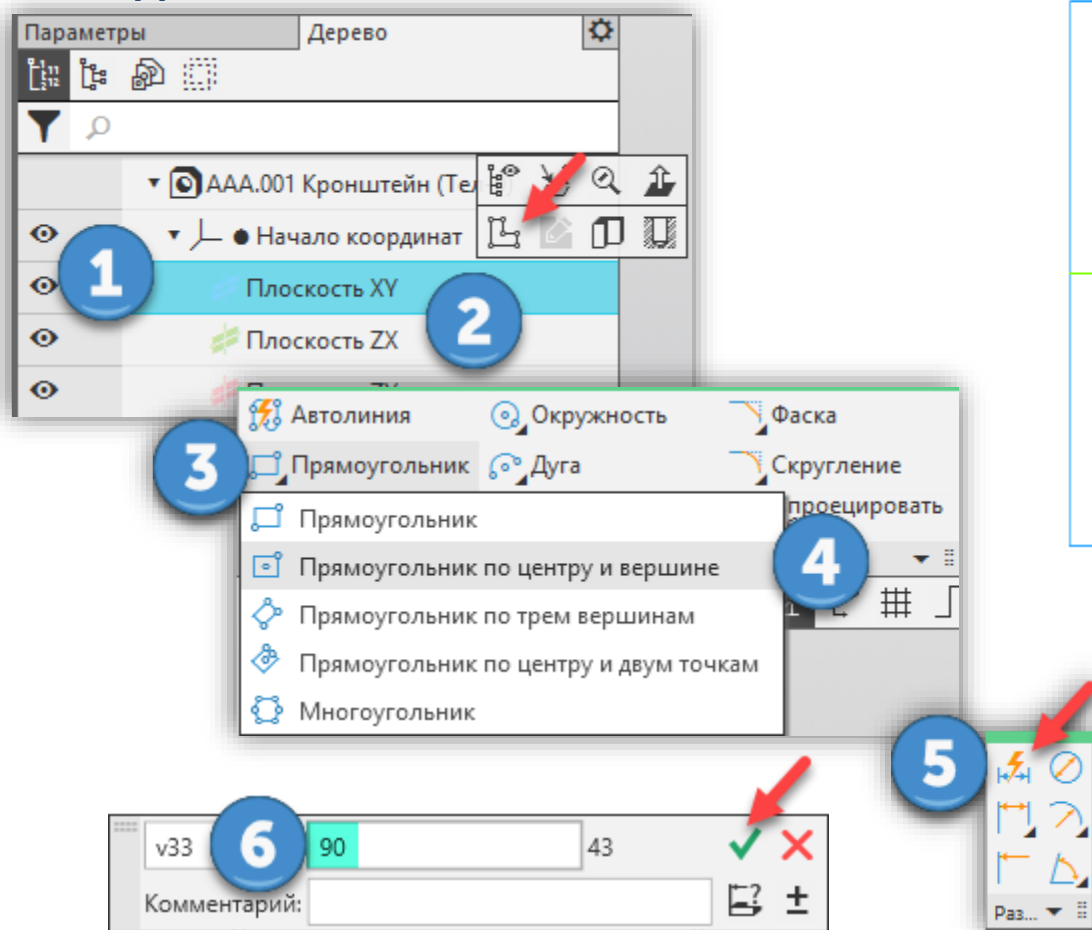 Параметры
Дерево
ААА.001 Кронштейн (Тел
Начало координат
1
Плоскость XY
2
Плоскость ZX
Автолиния
Окружность
Фаска
3
Прямоугольник
Дуга
Скругление
проецировать
Прямоугольник
Прямоугольник по центру и вершине
4
Прямоугольник по трем вершинам
Прямоугольник по центру и двум точкам
Многоугольник
5
v33
6
90
43
Комментарий:
Раз...